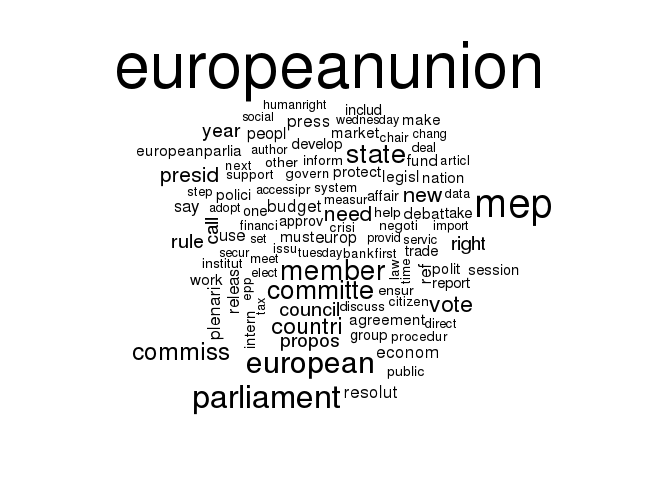 europeanunion
humanright
social
press
includ
wednesday
make
year
peopl
market
chair
chang
europeanparlia
author
develop
state
deal
next
other
inform
fund
articl
presid
support
govern
protect
legisl
nation
step
polici
accessipr
system
affair
new
data
mep
say
adopt
one
budget
measur
need
help
debat
take
call
financi
approv
crisi
negoti
import
rule
use
set
must
europ
provid
servic
right
secur
issu
tuesday
bank
first
trade
institut
meet
member
law
time
ref
polit
session
work
releas
elect
epp
report
plenari
tax
committe
ensur
citizen
vote
intern
council
discuss
agreement
direct
countri
group
procedur
propos
commiss
european
econom
public
parliament
resolut